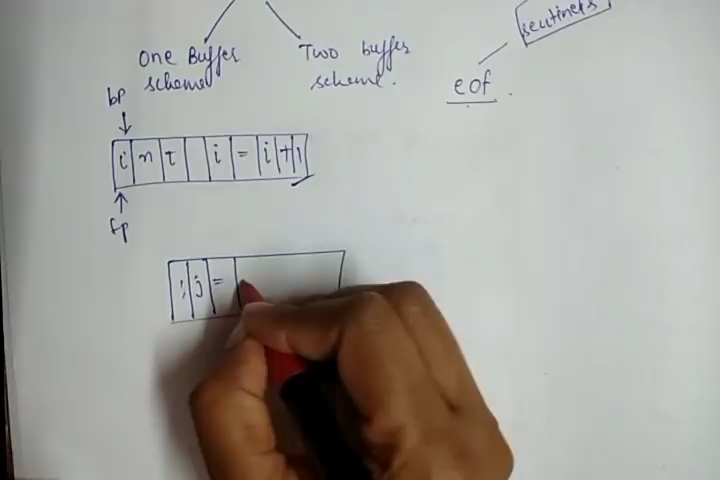 sentinels
One Buffer
scheme
Two buffer
scheme.
eof.
bp
i n t i = i + 1
fp
; j =